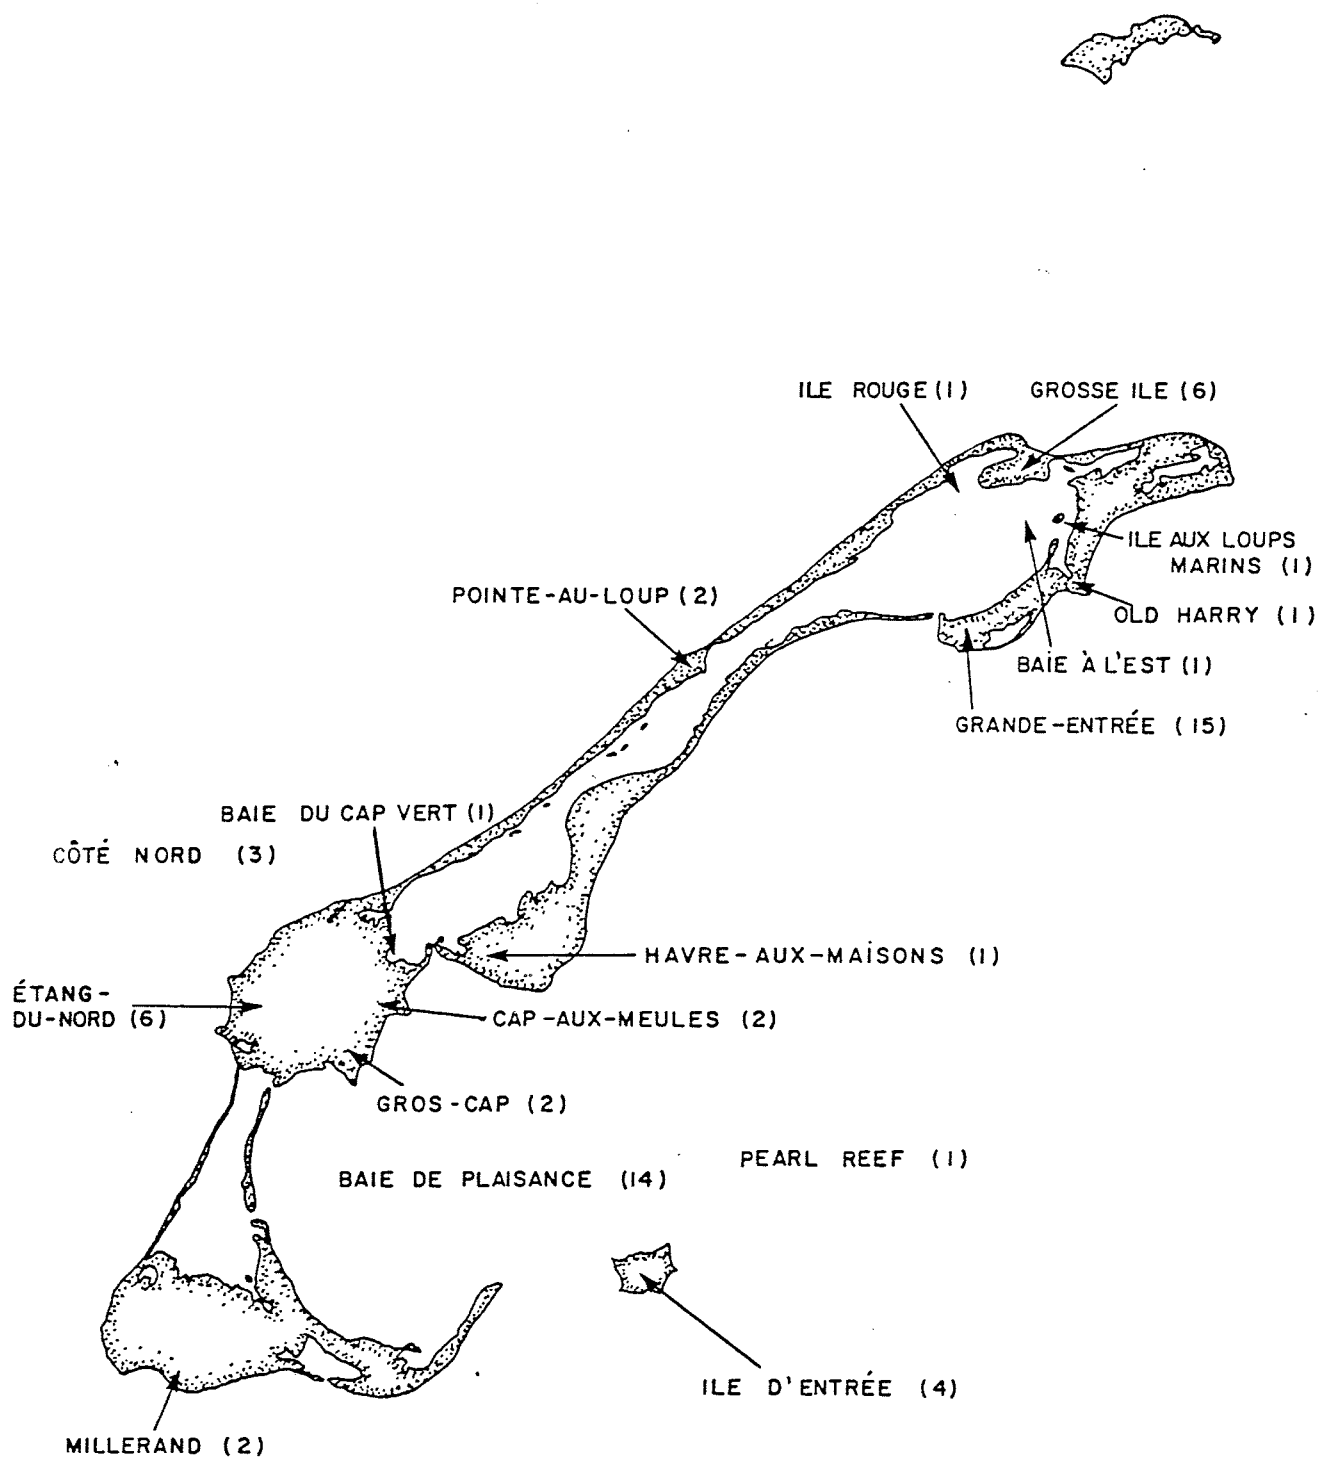 ILE ROUGE (1)
GROSSE ILE (6)
ILE AUX LOUPS
MARINS (1)
POINTE-AU-LOUP (2)
OLD HARRY (1)
BAIE À L'EST (1)
GRANDE-ENTRÉE (15)
BAIE DU CAP VERT (1)
CÔTÉ NORD (3)
HAVRE-AUX-MAISONS (1)
ÉTANG-
DU-NORD (6)
CAP-AUX-MEULES (2)
GROS-CAP (2)
PEARL REEF (1)
BAIE DE PLAISANCE (14)
ILE D'ENTRÉE (4)
MILLERAND (2)